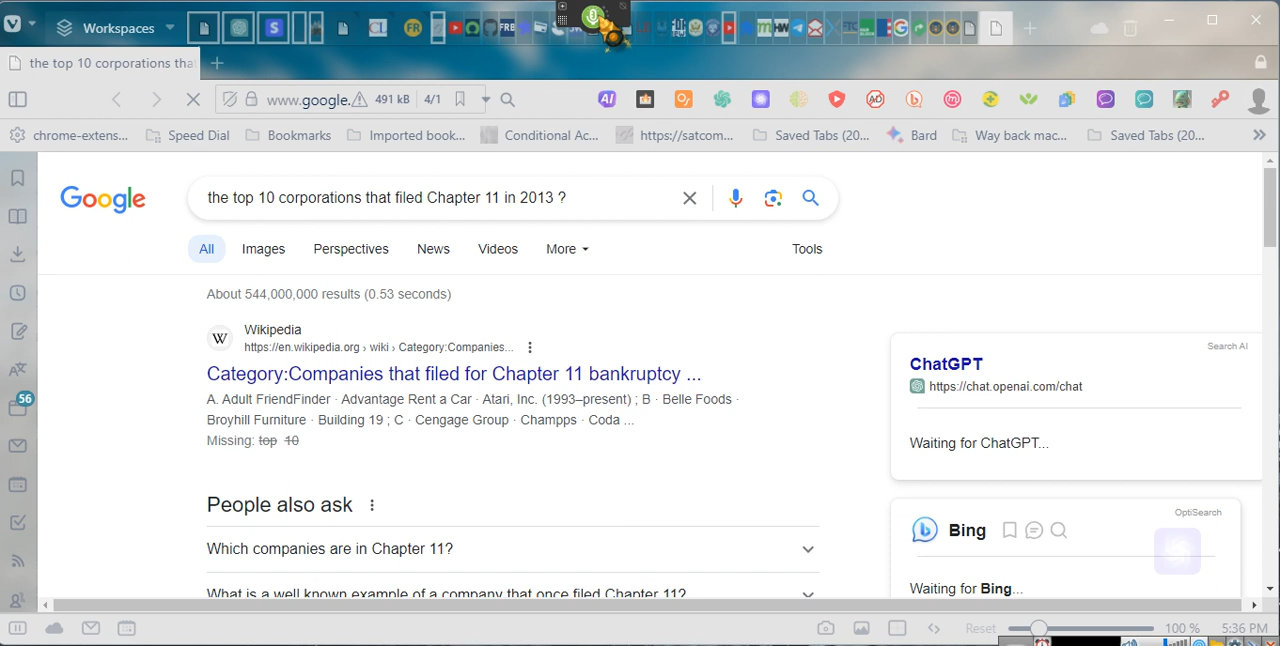 Workspaces
CL FR FRB
the top 10 corporations tha
www.google. 491 kB 4/1
AI
chrome-extens... Speed Dial Bookmarks Imported book... Conditional Ac... https://satcom... Saved Tabs (20... Bard Way back mac... Saved Tabs (20...
Google
the top 10 corporations that filed Chapter 11 in 2013 ?
All Images Perspectives News Videos More Tools
About 544,000,000 results (0.53 seconds)
Wikipedia
https://en.wikipedia.org › wiki › Category:Companies...
Category:Companies that filed for Chapter 11 bankruptcy ...
A. Adult FriendFinder · Advantage Rent a Car · Atari, Inc. (1993–present) ; B · Belle Foods ·
Broyhill Furniture · Building 19 ; C · Cengage Group · Champps · Coda ...
Missing: top 10
People also ask
Which companies are in Chapter 11?
What is a well known example of a company that once filed Chapter 11?
Search AI
ChatGPT
https://chat.openai.com/chat
Waiting for ChatGPT...
OptiSearch
Bing
Waiting for Bing...
56
Reset 100 % 5:36 PM